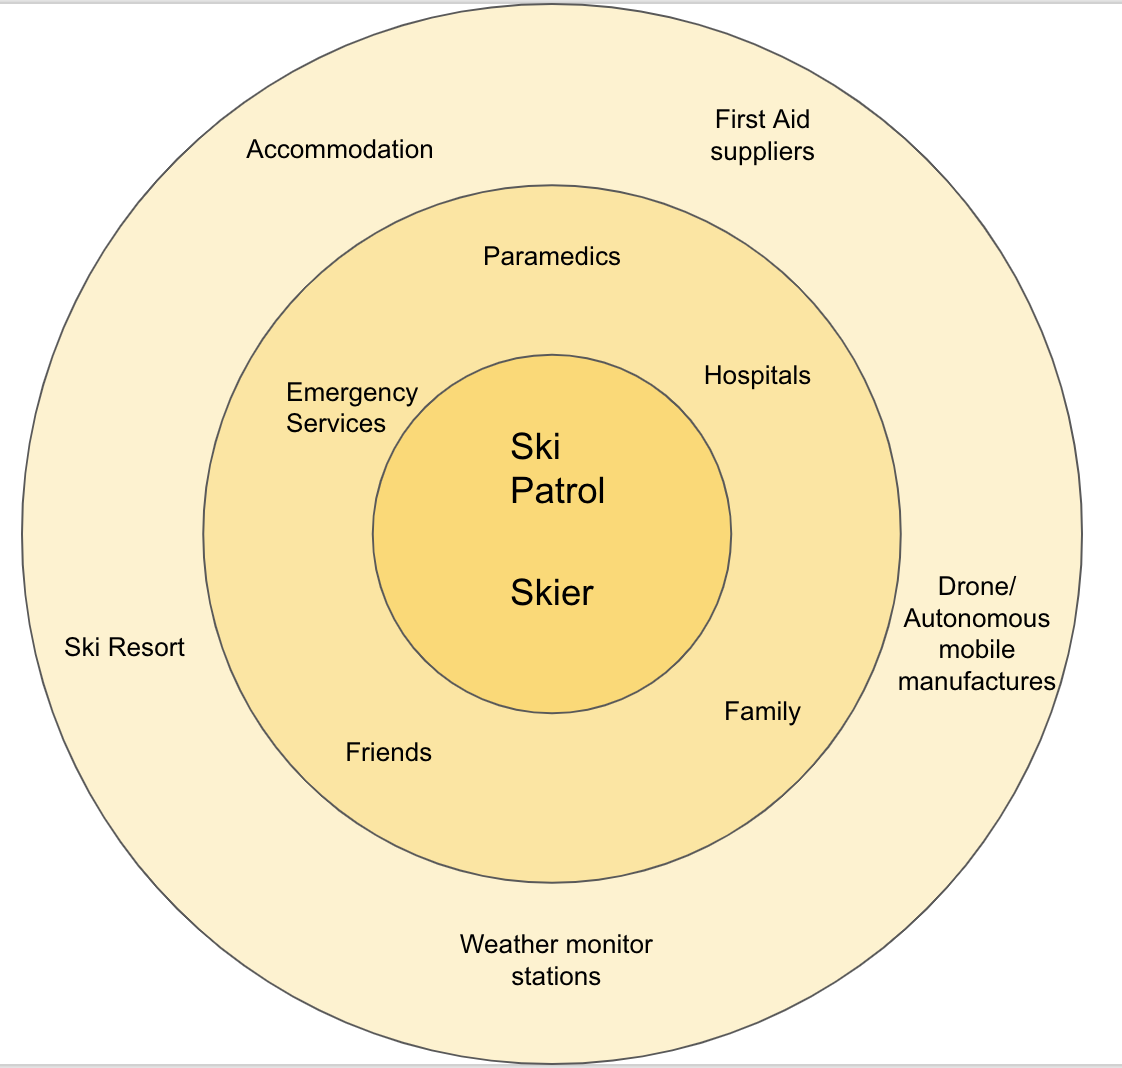 First Aid
suppliers
Accommodation
Paramedics
Hospitals
Emergency
Services
Ski
Patrol
Skier
Drone/
Autonomous
mobile
manufactures
Ski Resort
Family
Friends
Weather monitor
stations